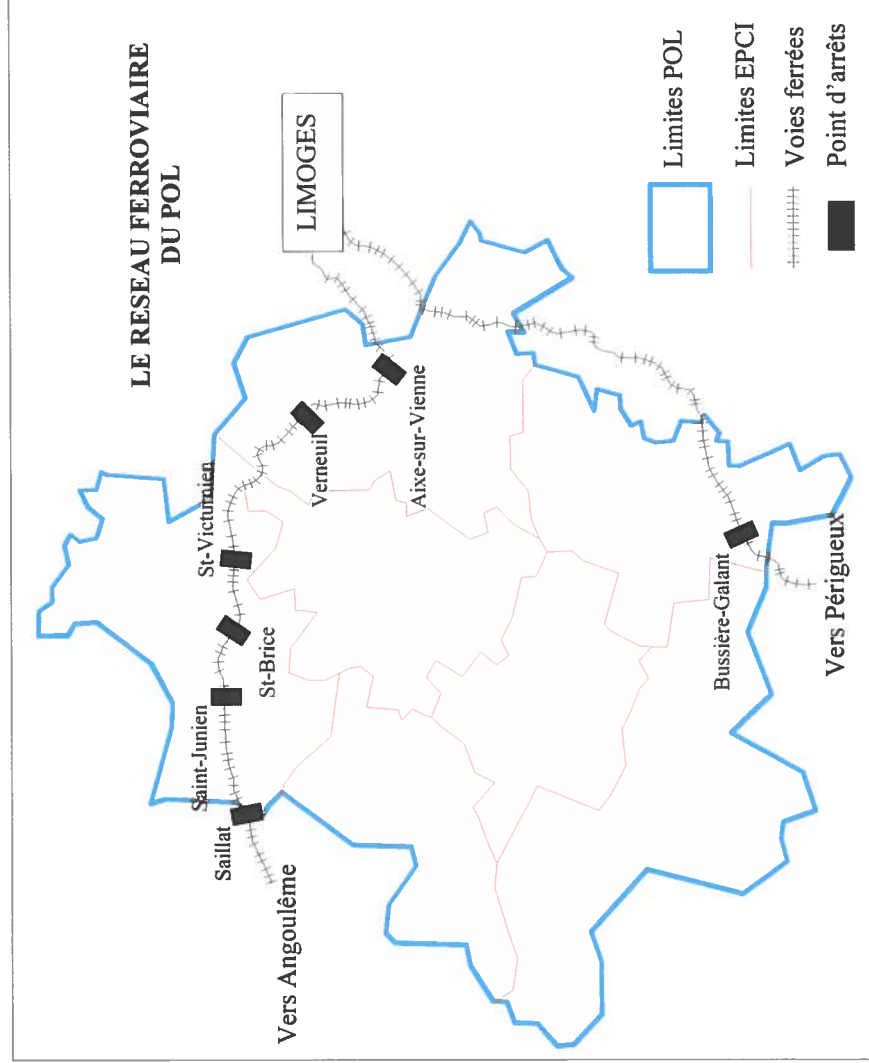 LE RESEAU FERROVIAIRE
DU POL
LIMOGES
St-Victurnien
Verneuil
Aixe-sur-Vienne
St-Brice
Saint-Junien
Saillat
Vers Angoulême
Bussière-Galant
Vers Périgueux
Limites POL
Limites EPCI
Voies ferrées
Point d'arrêts